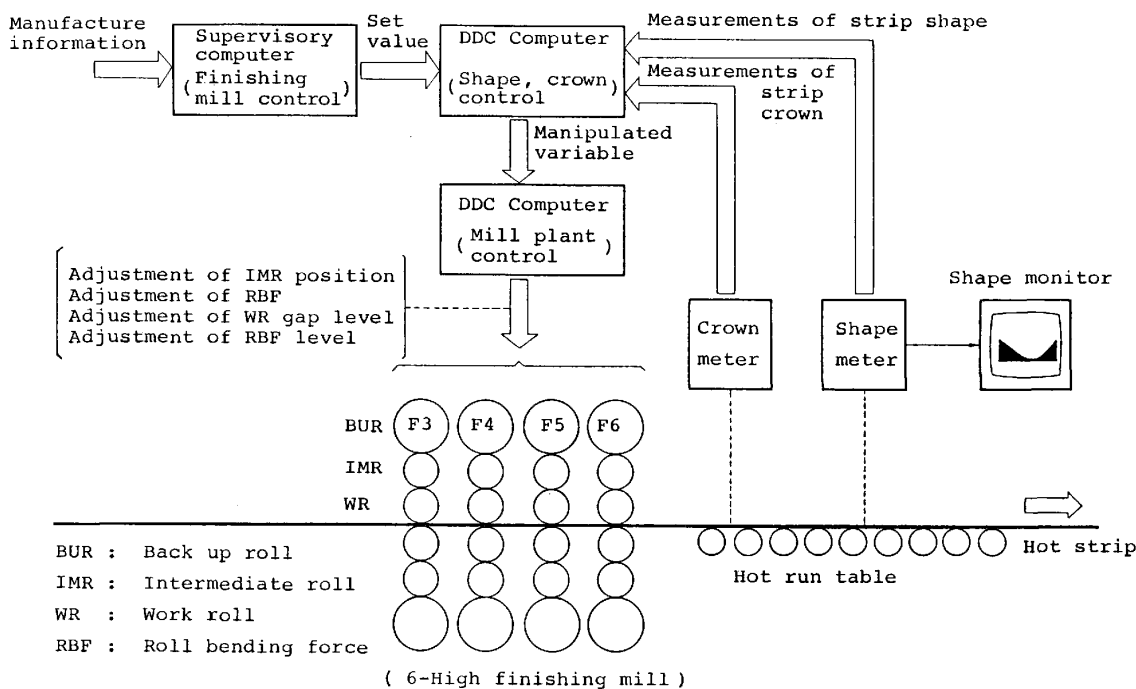 Manufacture
information
Supervisory
computer
(Finishing
mill control)
Set
value
DDC Computer
(Shape, crown)
control
Measurements of strip shape
Measurements of
strip
crown
Manipulated
variable
DDC Computer
(Mill plant)
control
Adjustment of IMR position
Adjustment of RBF
Adjustment of WR gap level
Adjustment of RBF level
Crown
meter
Shape
meter
Shape monitor
BUR
F3
F4
F5
F6
IMR
WR
Hot strip
Hot run table
BUR : Back up roll
IMR : Intermediate roll
WR : Work roll
RBF : Roll bending force
( 6-High finishing mill )